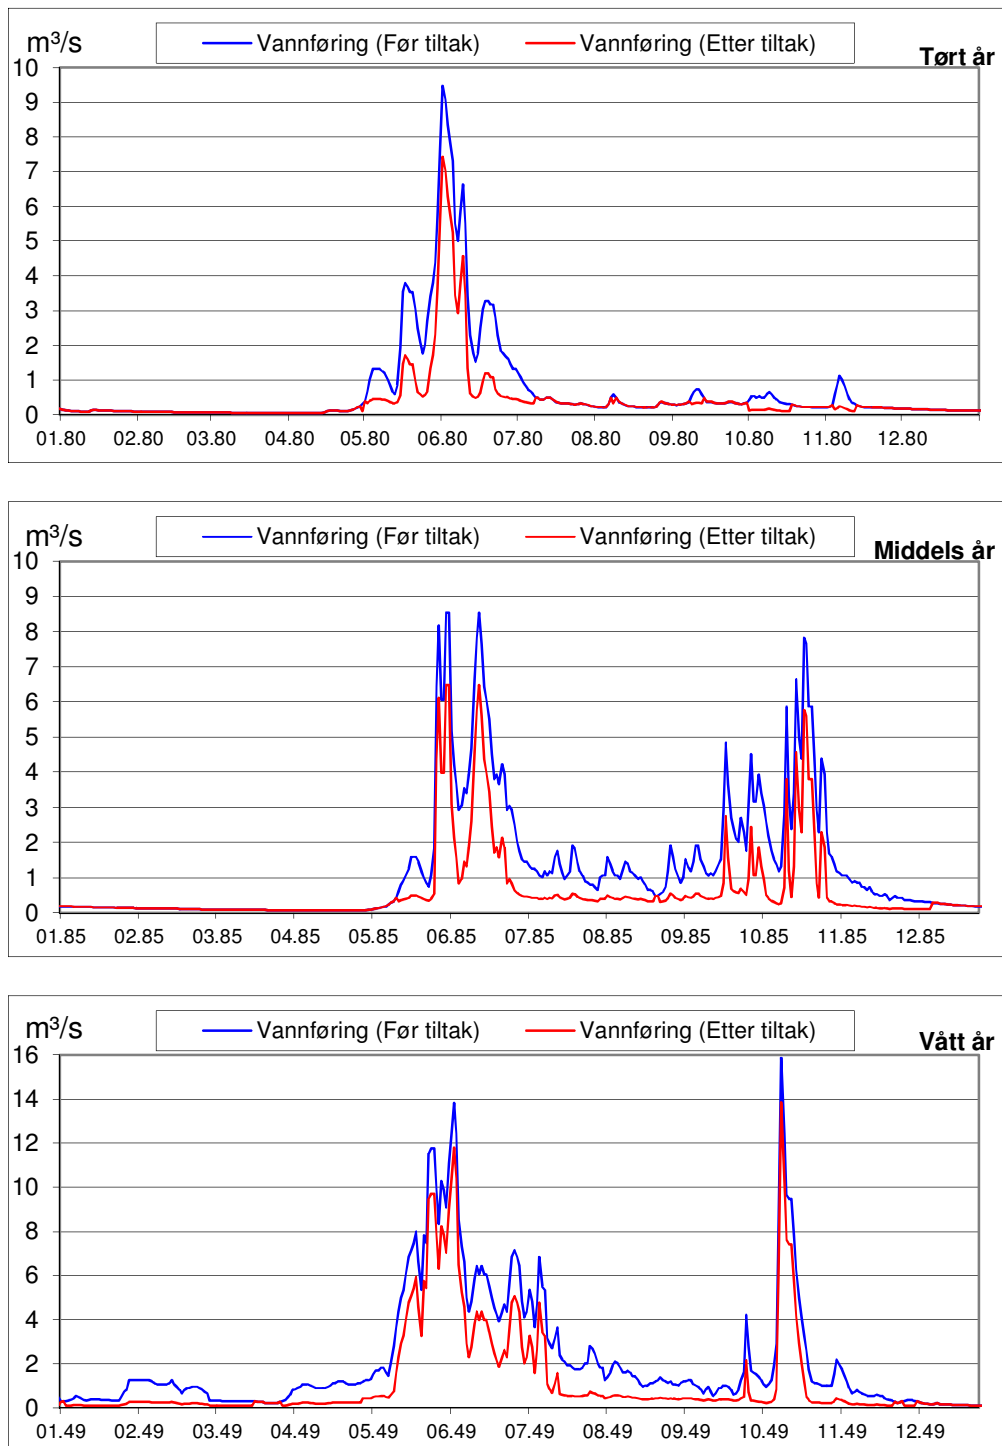 m³/s
Vannføring (Før tiltak) Vannføring (Etter tiltak)
Tørt år
10
9
8
7
6
5
4
3
2
1
0
01.80 02.80 03.80 04.80 05.80 06.80 07.80 08.80 09.80 10.80 11.80 12.80
m³/s
Vannføring (Før tiltak) Vannføring (Etter tiltak)
Middels år
10
9
8
7
6
5
4
3
2
1
0
01.85 02.85 03.85 04.85 05.85 06.85 07.85 08.85 09.85 10.85 11.85 12.85
m³/s
Vannføring (Før tiltak) Vannføring (Etter tiltak)
Vått år
16
14
12
10
8
6
4
2
0
01.49 02.49 03.49 04.49 05.49 06.49 07.49 08.49 09.49 10.49 11.49 12.49